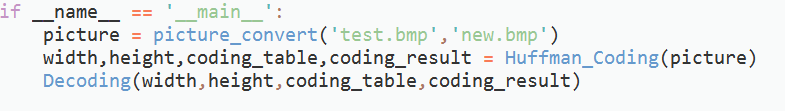 if __name__ == '__main__':
    picture = picture_convert('test.bmp','new.bmp')
    width,height,coding_table,coding_result = Huffman_Coding(picture)
    Decoding(width,height,coding_table,coding_result)